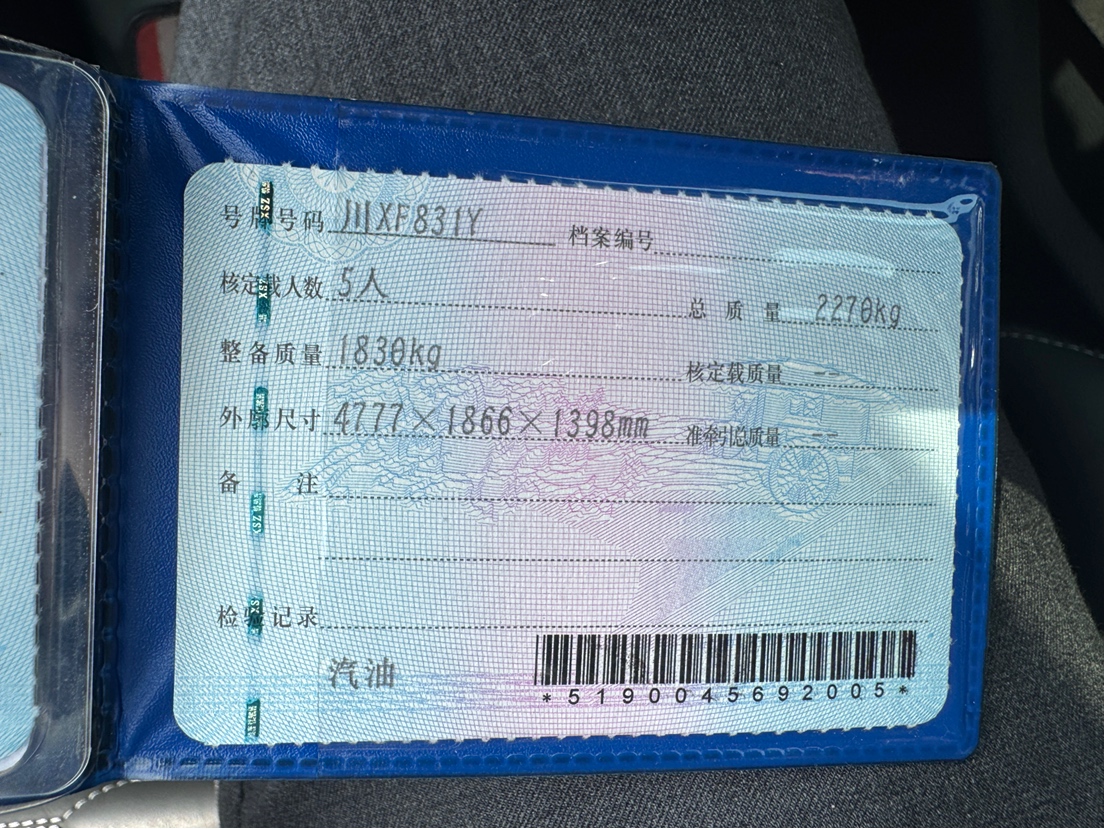 号牌号码 川XF831Y 档案编号
核定载人数 5人 总质量 2270kg
整备质量 1830kg 核定载质量 --
外廓尺寸 4777×1866×1398mm 准牵引总质量 --
备注
检验记录
汽油
*5190045692005*